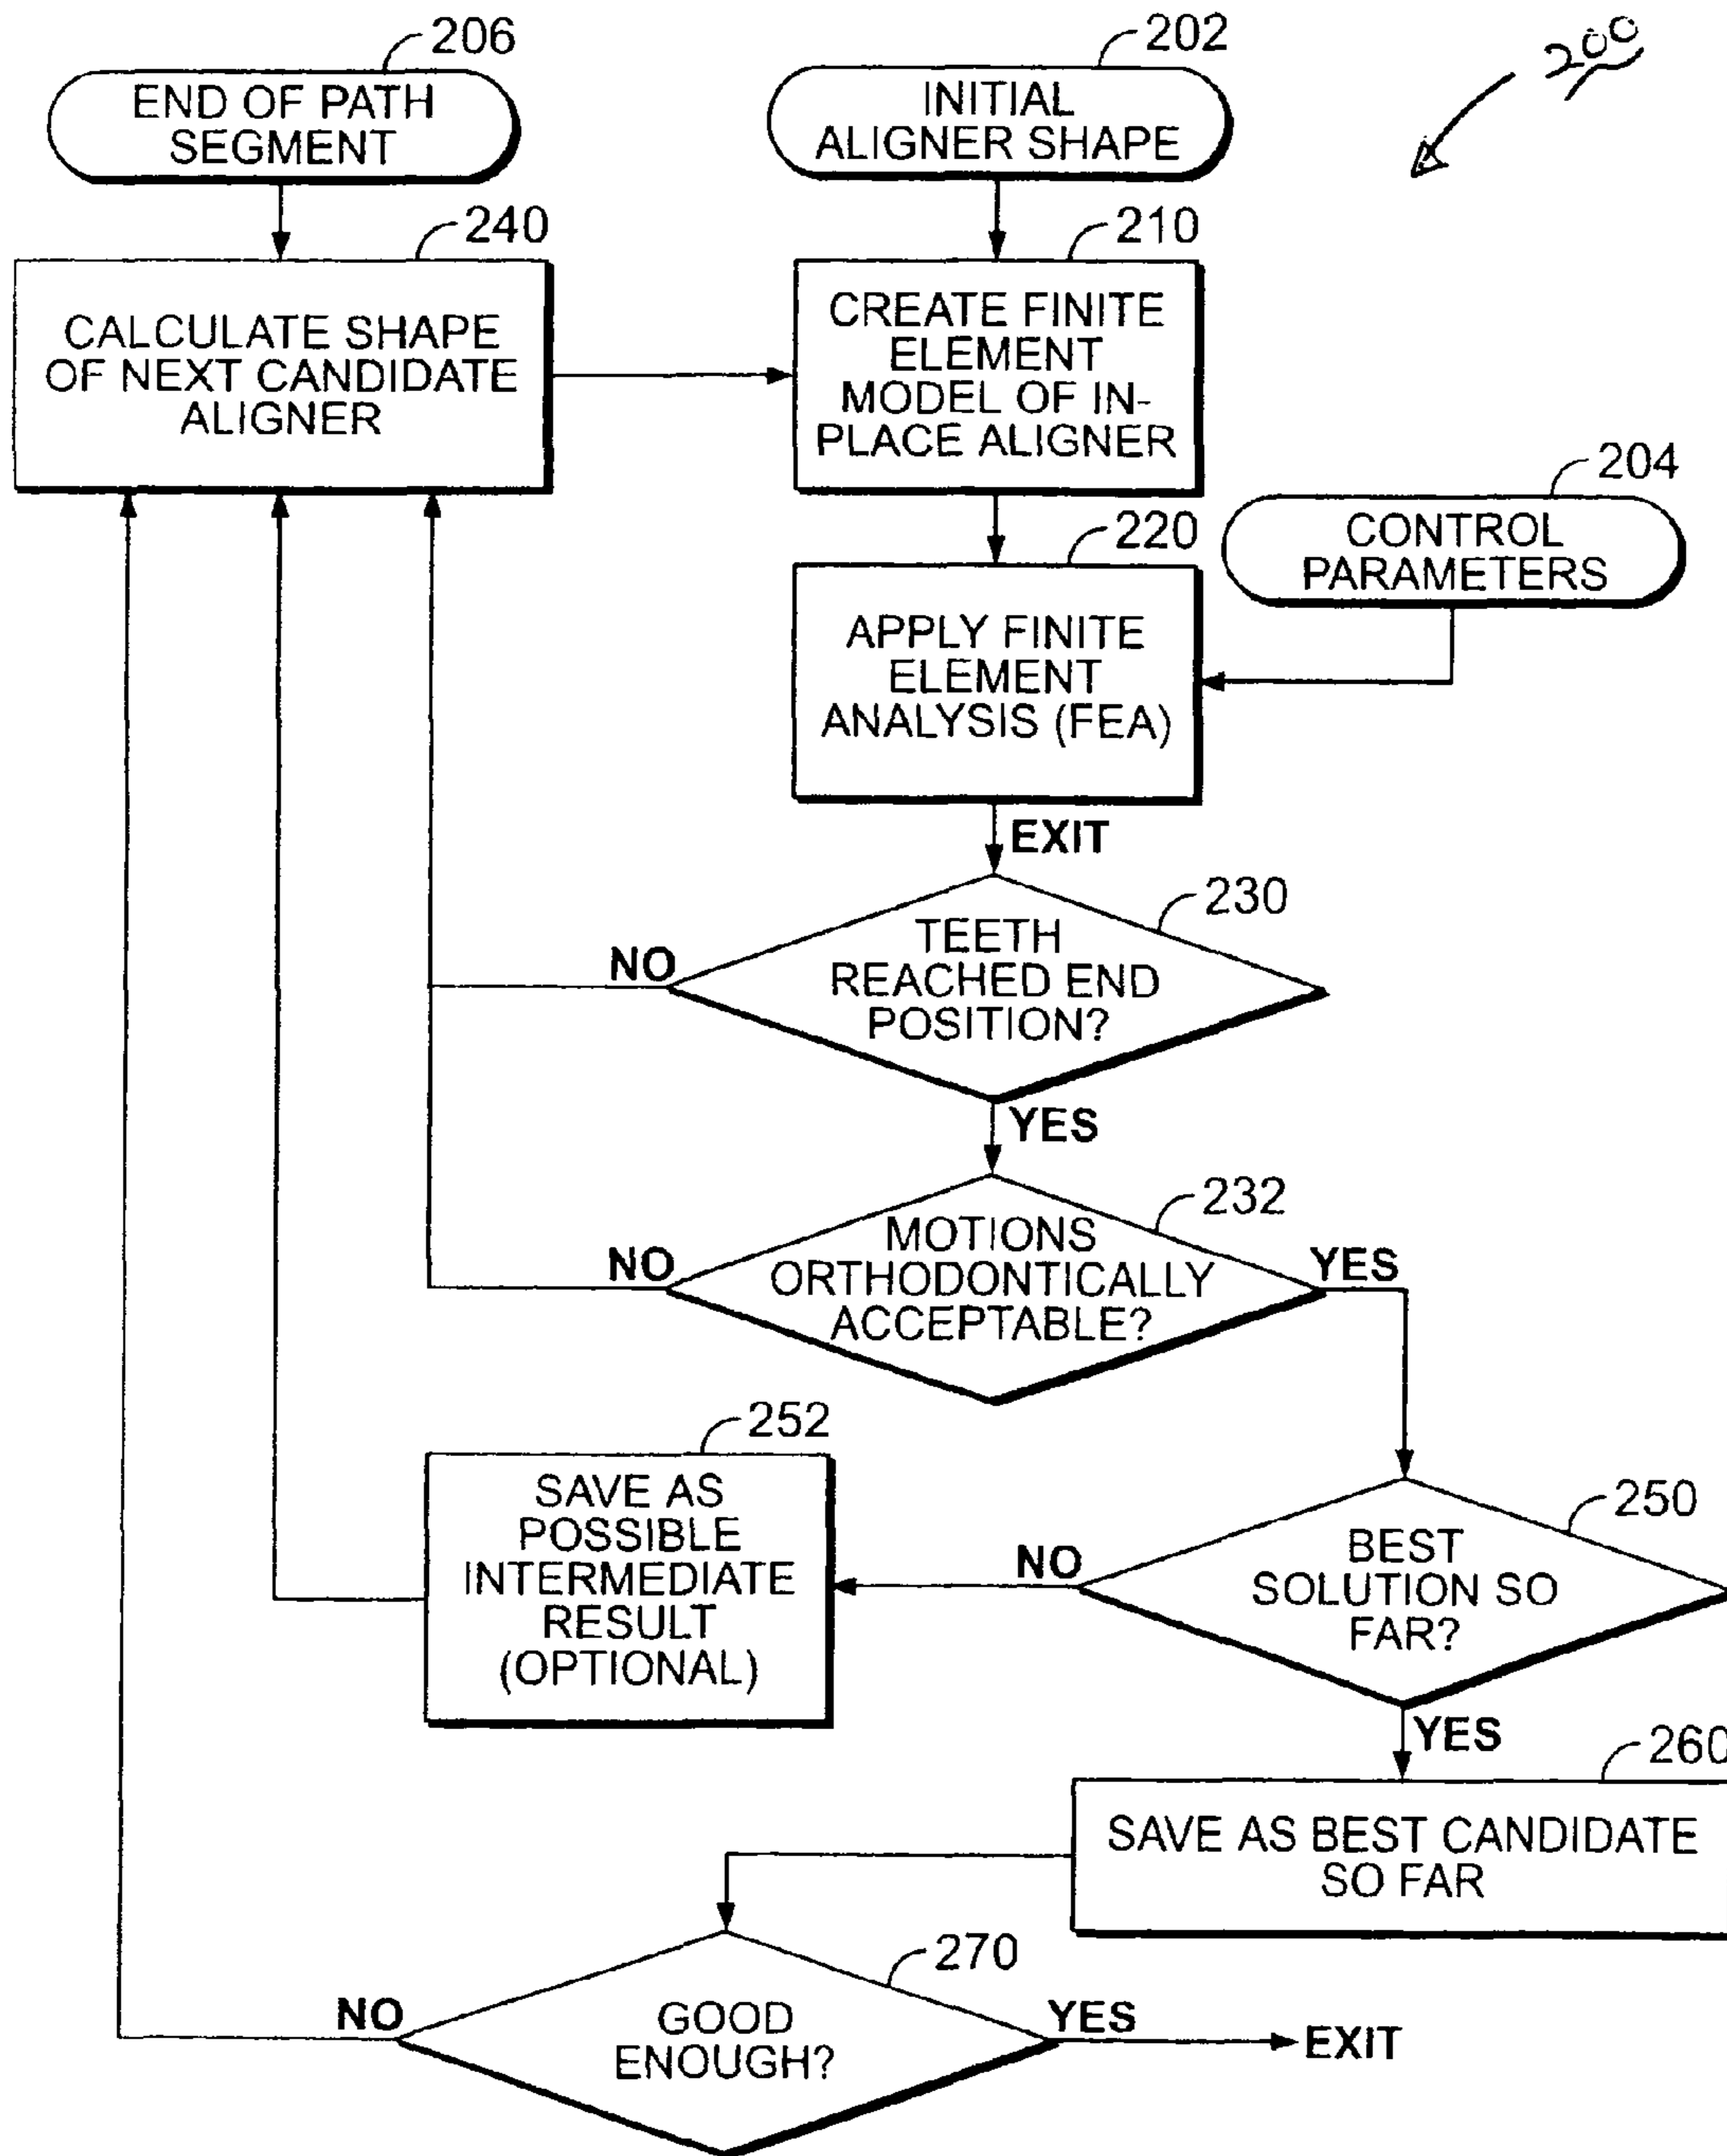 206
END OF PATH
SEGMENT
202
INITIAL
ALIGNER SHAPE
200
240
CALCULATE SHAPE
OF NEXT CANDIDATE
ALIGNER
210
CREATE FINITE
ELEMENT
MODEL OF IN-
PLACE ALIGNER
204
CONTROL
PARAMETERS
220
APPLY FINITE
ELEMENT
ANALYSIS (FEA)
EXIT
230
TEETH
REACHED END
POSITION?
NO
YES
232
MOTIONS
ORTHODONTICALLY
ACCEPTABLE?
NO
YES
252
SAVE AS
POSSIBLE
INTERMEDIATE
RESULT
(OPTIONAL)
250
BEST
SOLUTION SO
FAR?
NO
YES
260
SAVE AS BEST CANDIDATE
SO FAR
270
GOOD
ENOUGH?
NO
YES
EXIT